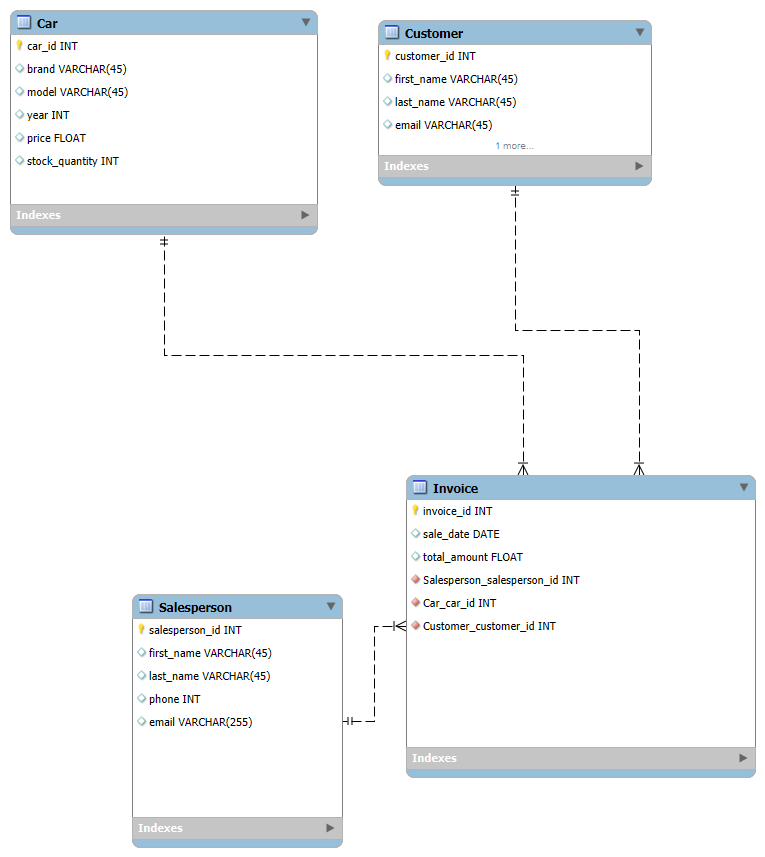 Car
car_id INT
brand VARCHAR(45)
model VARCHAR(45)
year INT
price FLOAT
stock_quantity INT
Indexes
Customer
customer_id INT
first_name VARCHAR(45)
last_name VARCHAR(45)
email VARCHAR(45)
1 more...
Indexes
Invoice
invoice_id INT
sale_date DATE
total_amount FLOAT
Salesperson_salesperson_id INT
Car_car_id INT
Customer_customer_id INT
Indexes
Salesperson
salesperson_id INT
first_name VARCHAR(45)
last_name VARCHAR(45)
phone INT
email VARCHAR(255)
Indexes